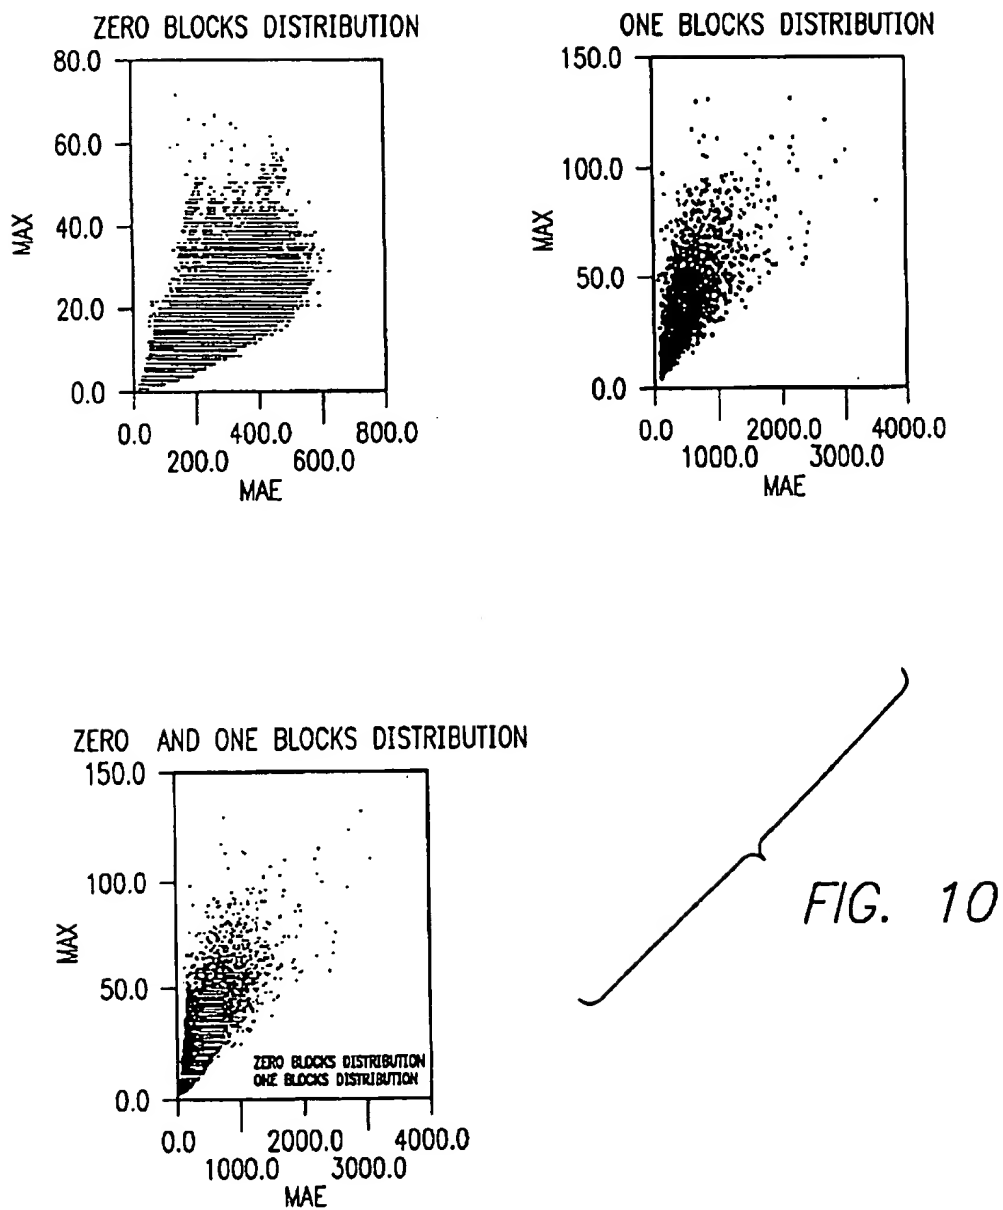 ZERO BLOCKS DISTRIBUTION
80.0
60.0
40.0
20.0
0.0
MAX
0.0 400.0 800.0
200.0 600.0
MAE
ONE BLOCKS DISTRIBUTION
150.0
100.0
50.0
0.0
MAX
0.0 2000.0 4000.0
1000.0 3000.0
MAE
ZERO AND ONE BLOCKS DISTRIBUTION
150.0
100.0
50.0
0.0
MAX
ZERO BLOCKS DISTRIBUTION
ONE BLOCKS DISTRIBUTION
0.0 2000.0 4000.0
1000.0 3000.0
MAE
FIG. 10